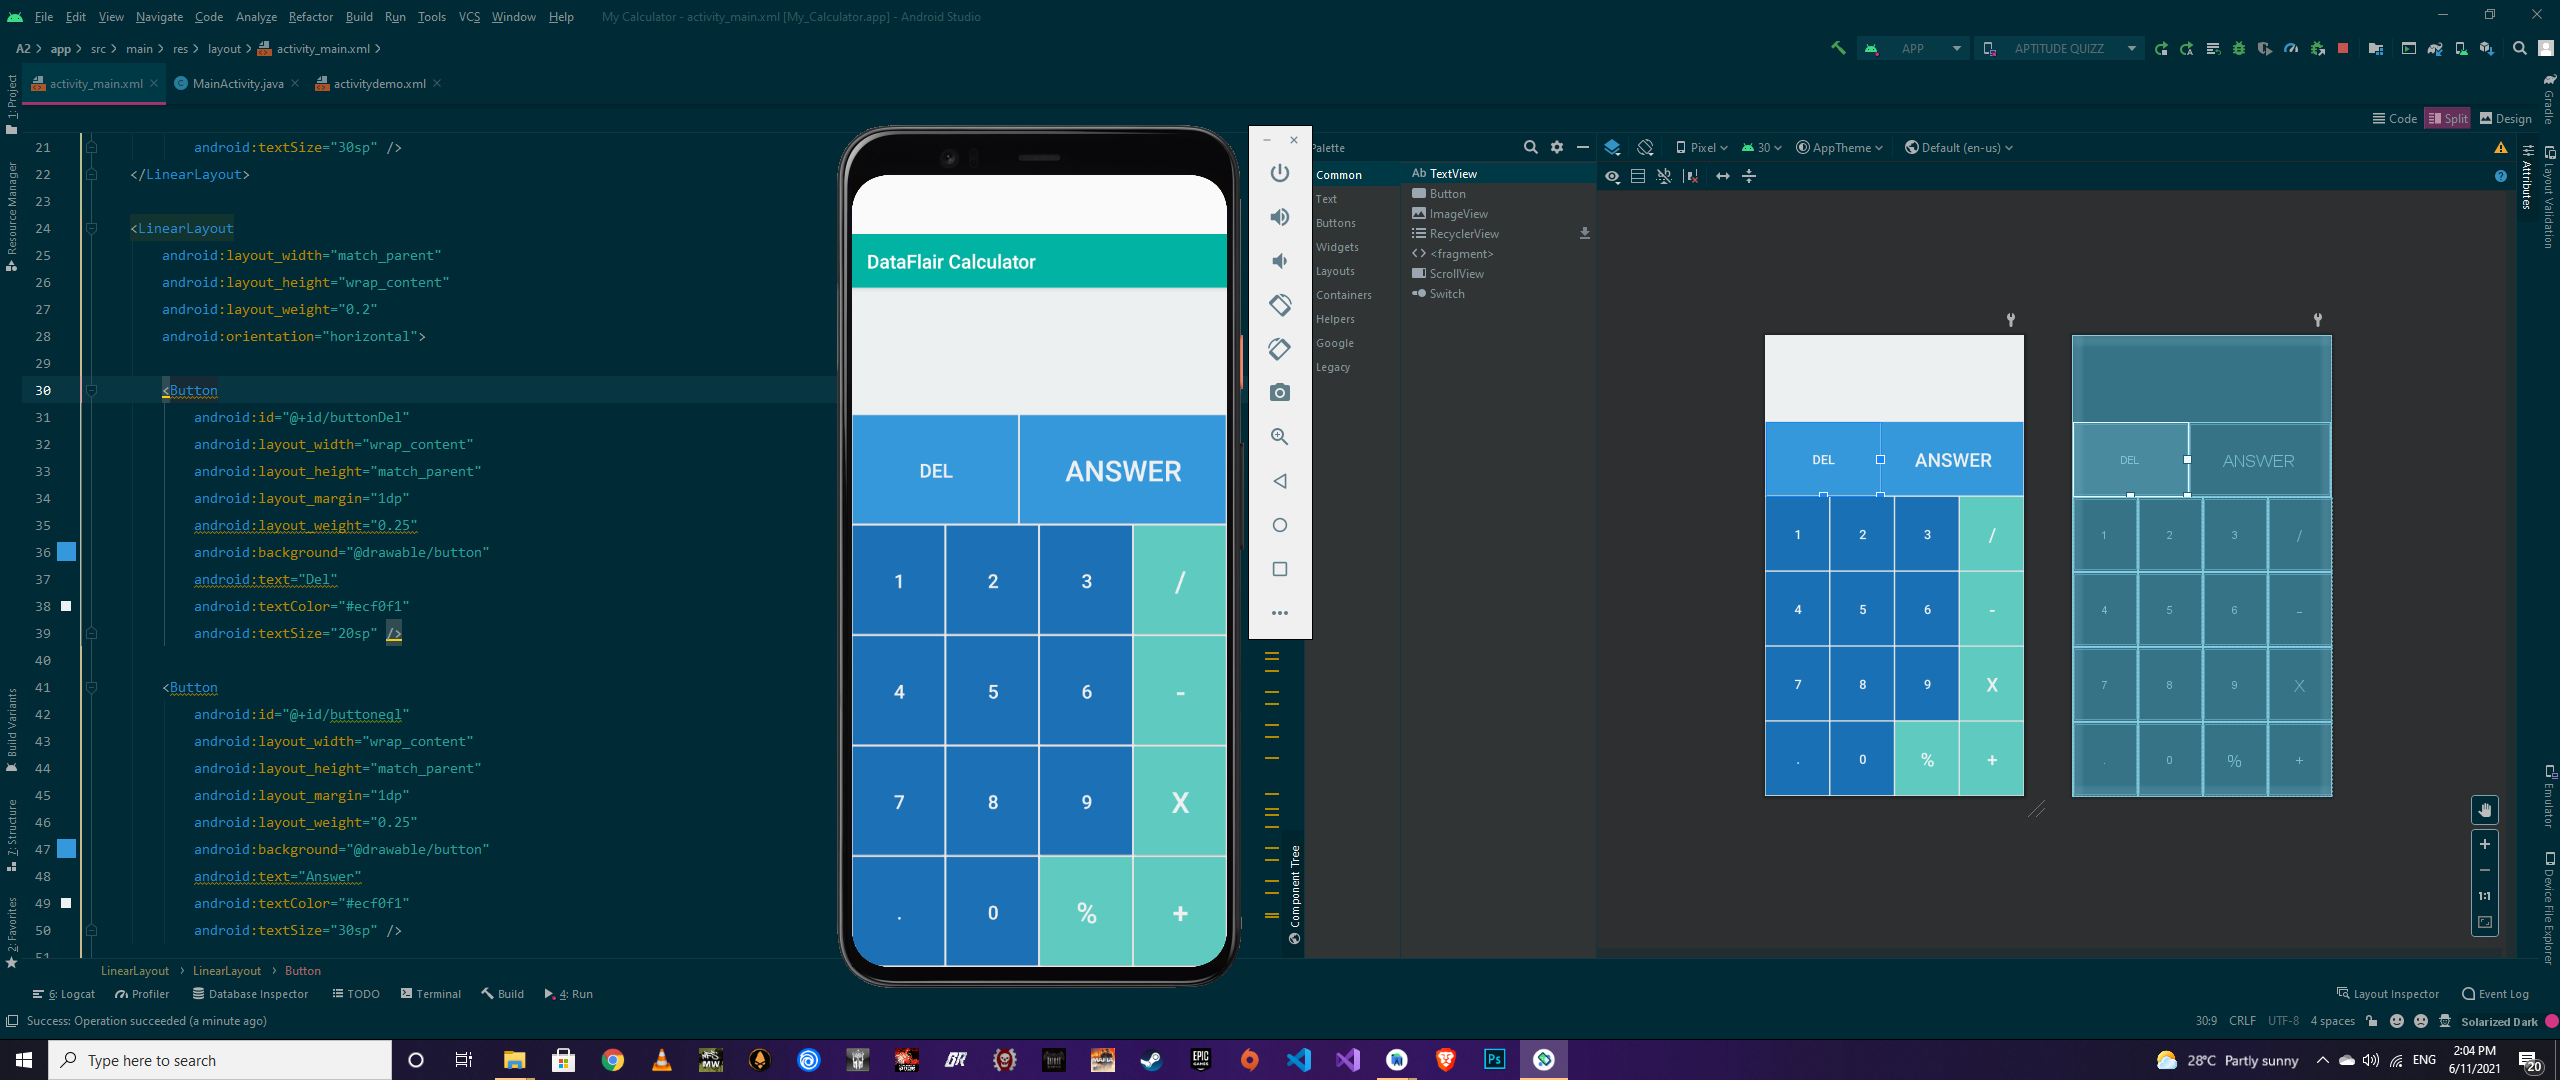 File Edit View Navigate Code Analyze Refactor Build Run Tools VCS Window Help My Calculator - activity_main.xml [My_Calculator.app] - Android Studio
A2 app src main res layout activity_main.xml
APP APTITUDE QUIZZ
activity_main.xml MainActivity.java activitydemo.xml
Code Split Design
1: Project
Resource Manager
Build Variants
7: Structure
2: Favorites
21 android:textSize="30sp" />
22 </LinearLayout>
23
24 <LinearLayout
25 android:layout_width="match_parent"
26 android:layout_height="wrap_content"
27 android:layout_weight="0.2"
28 android:orientation="horizontal">
29
30 <Button
31 android:id="@+id/buttonDel"
32 android:layout_width="wrap_content"
33 android:layout_height="match_parent"
34 android:layout_margin="1dp"
35 android:layout_weight="0.25"
36 android:background="@drawable/button"
37 android:text="Del"
38 android:textColor="#ecf0f1"
39 android:textSize="20sp" />
40
41 <Button
42 android:id="@+id/buttoneql"
43 android:layout_width="wrap_content"
44 android:layout_height="match_parent"
45 android:layout_margin="1dp"
46 android:layout_weight="0.25"
47 android:background="@drawable/button"
48 android:text="Answer"
49 android:textColor="#ecf0f1"
50 android:textSize="30sp" />
51
DataFlair Calculator
DEL ANSWER
1 2 3 /
4 5 6 -
7 8 9 X
. 0 % +
Palette
Common
Text
Buttons
Widgets
Layouts
Containers
Helpers
Google
Legacy
Ab TextView
Button
ImageView
RecyclerView
<fragment>
ScrollView
Switch
Component Tree
Pixel 30 AppTheme Default (en-us)
DEL ANSWER
1 2 3 /
4 5 6 -
7 8 9 X
. 0 % +
DEL ANSWER
1 2 3 /
4 5 6 -
7 8 9 X
. 0 % +
1:1
Attributes
Gradle
Layout Validation
Emulator
Device File Explorer
LinearLayout LinearLayout Button
6: Logcat Profiler Database Inspector TODO Terminal Build 4: Run Layout Inspector Event Log
Success: Operation succeeded (a minute ago) 30:9 CRLF UTF-8 4 spaces Solarized Dark
Type here to search
MW
GR
MAFIA
EPIC GAMES
Ps
28°C Partly sunny ENG
2:04 PM
6/11/2021
20